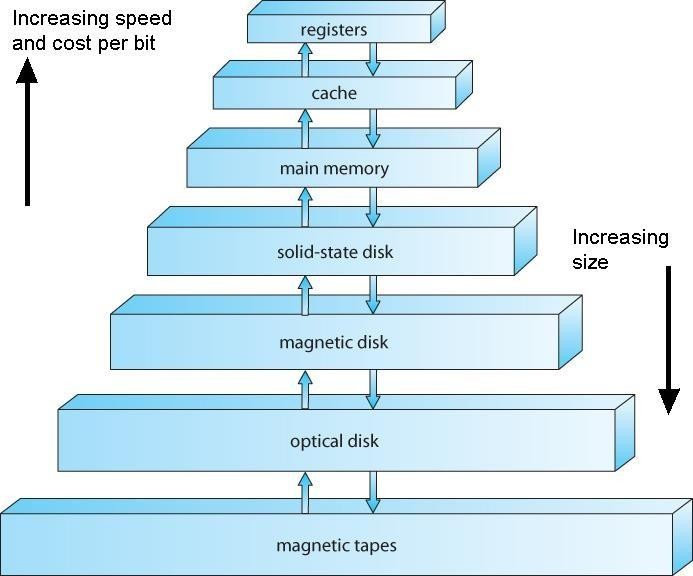 Increasing speed
and cost per bit
registers
cache
main memory
solid-state disk
Increasing
size
magnetic disk
optical disk
magnetic tapes